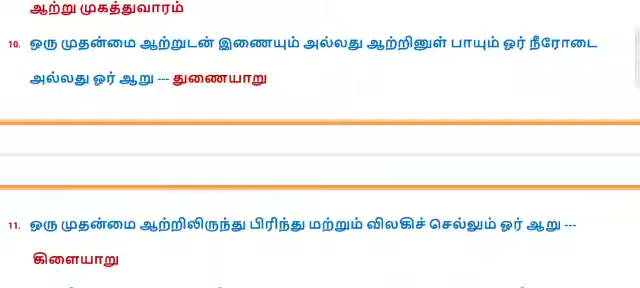 ஆற்று முகத்துவாரம்
10. ஒரு முதன்மை ஆற்றுடன் இணையும் அல்லது ஆற்றினுள் பாயும் ஓர் நீரோடை
அல்லது ஓர் ஆறு --- துணையாறு
11. ஒரு முதன்மை ஆற்றிலிருந்து பிரிந்து மற்றும் விலகிச் செல்லும் ஓர் ஆறு ---
கிளையாறு